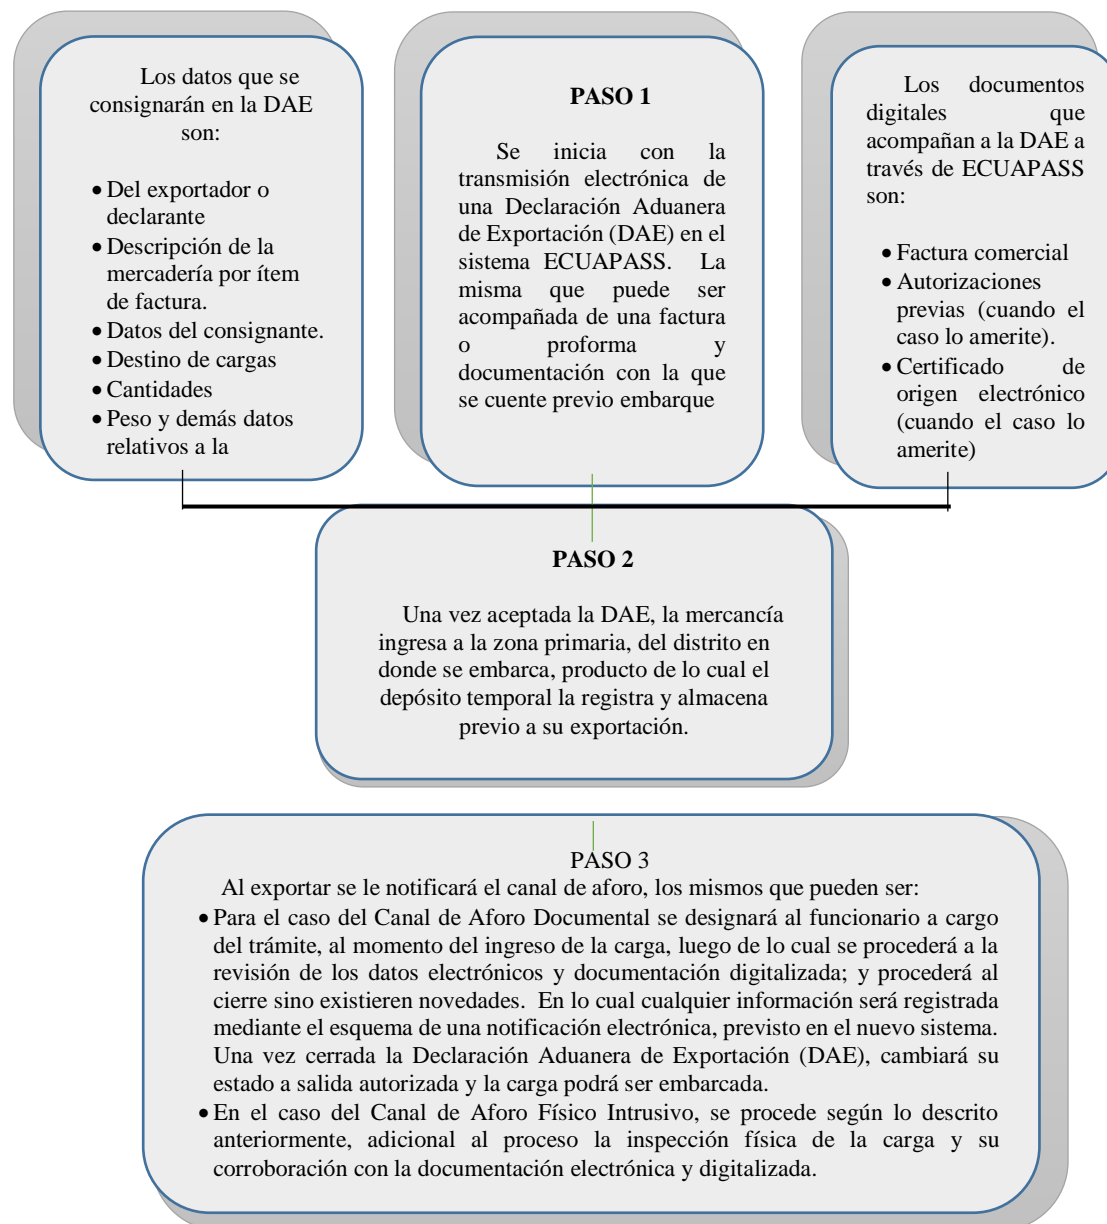 Los datos que se
consignarán en la DAE
son:
• Del exportador o
declarante
• Descripción de la
mercadería por ítem
de factura.
• Datos del consignante.
• Destino de cargas
• Cantidades
• Peso y demás datos
relativos a la
PASO 1
Se inicia con la
transmisión electrónica de
una Declaración Aduanera
de Exportación (DAE) en el
sistema ECUAPASS. La
misma que puede ser
acompañada de una factura
o proforma y
documentación con la que
se cuente previo embarque
Los documentos
digitales que
acompañan a la DAE a
través de ECUAPASS
son:
• Factura comercial
• Autorizaciones
previas (cuando el
caso lo amerite).
• Certificado de
origen electrónico
(cuando el caso lo
amerite)
PASO 2
Una vez aceptada la DAE, la mercancía
ingresa a la zona primaria, del distrito en
donde se embarca, producto de lo cual el
depósito temporal la registra y almacena
previo a su exportación.
PASO 3
Al exportar se le notificará el canal de aforo, los mismos que pueden ser:
• Para el caso del Canal de Aforo Documental se designará al funcionario a cargo
del trámite, al momento del ingreso de la carga, luego de lo cual se procederá a la
revisión de los datos electrónicos y documentación digitalizada; y procederá al
cierre sino existieren novedades. En lo cual cualquier información será registrada
mediante el esquema de una notificación electrónica, previsto en el nuevo sistema.
Una vez cerrada la Declaración Aduanera de Exportación (DAE), cambiará su
estado a salida autorizada y la carga podrá ser embarcada.
• En el caso del Canal de Aforo Físico Intrusivo, se procede según lo descrito
anteriormente, adicional al proceso la inspección física de la carga y su
corroboración con la documentación electrónica y digitalizada.